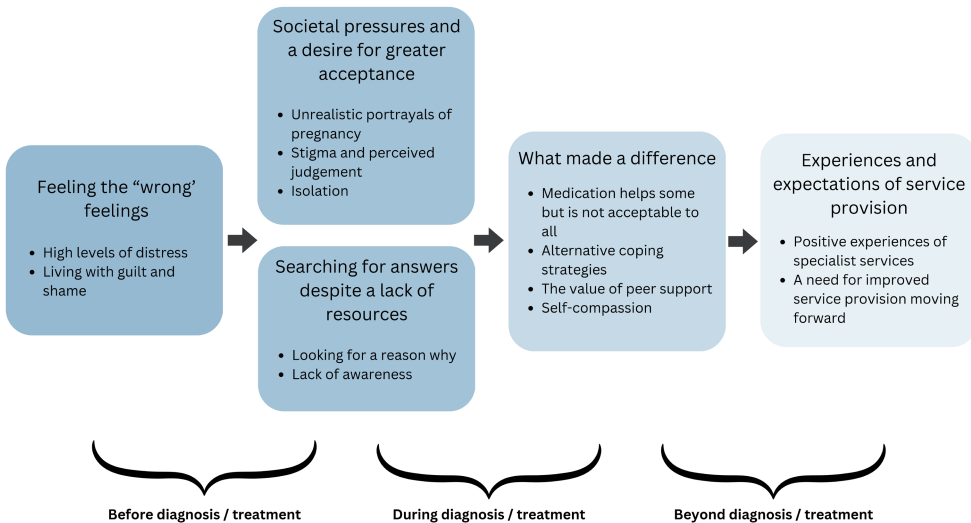 Feeling the “wrong’
feelings
• High levels of distress
• Living with guilt and
shame
Societal pressures and
a desire for greater
acceptance
• Unrealistic portrayals of
pregnancy
• Stigma and perceived
judgement
• Isolation
Searching for answers
despite a lack of
resources
• Looking for a reason why
• Lack of awareness
What made a difference
• Medication helps some
but is not acceptable to
all
• Alternative coping
strategies
• The value of peer support
• Self-compassion
Experiences and
expectations of service
provision
• Positive experiences of
specialist services
• A need for improved
service provision moving
forward
Before diagnosis / treatment
During diagnosis / treatment
Beyond diagnosis / treatment